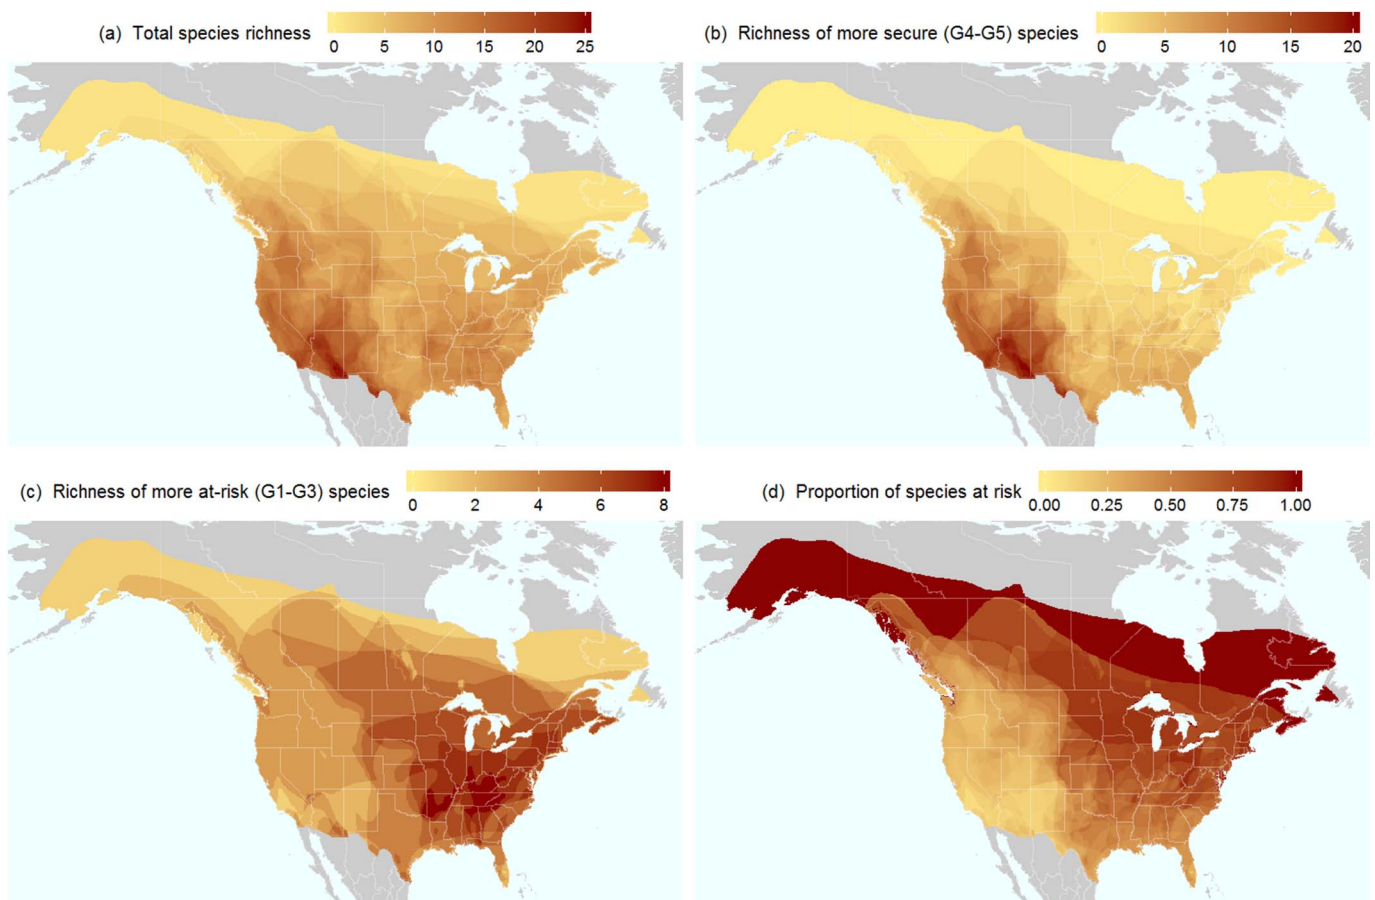 (a) Total species richness
0 5 10 15 20 25
(b) Richness of more secure (G4-G5) species
0 5 10 15 20
(c) Richness of more at-risk (G1-G3) species
0 2 4 6 8
(d) Proportion of species at risk
0.00 0.25 0.50 0.75 1.00